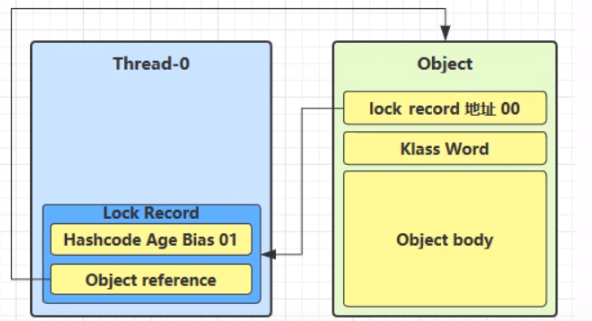 Thread-0
Lock Record
Hashcode Age Bias 01
Object reference
Object
lock record 地址 00
Klass Word
Object body